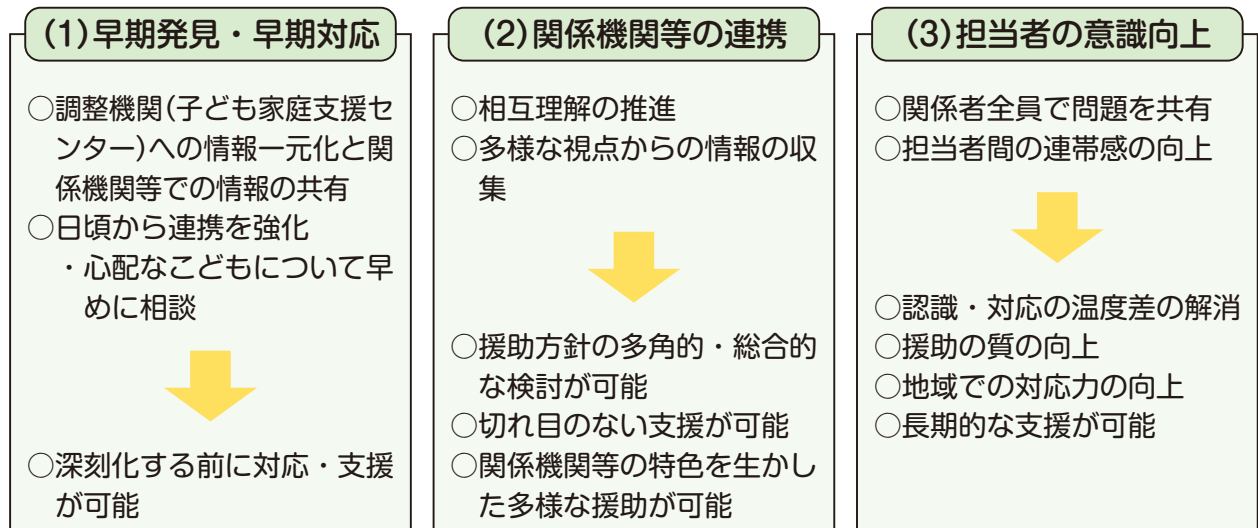 (1)早期発見・早期対応
○調整機関(子ども家庭支援セ
ンター)への情報一元化と関
係機関等での情報の共有
○日頃から連携を強化
・心配なこどもについて早
めに相談
○深刻化する前に対応・支援
が可能
(2)関係機関等の連携
○相互理解の推進
○多様な視点からの情報の収
集
○援助方針の多角的・総合的
な検討が可能
○切れ目のない支援が可能
○関係機関等の特色を生かし
た多様な援助が可能
(3)担当者の意識向上
○関係者全員で問題を共有
○担当者間の連帯感の向上
○認識・対応の温度差の解消
○援助の質の向上
○地域での対応力の向上
○長期的な支援が可能